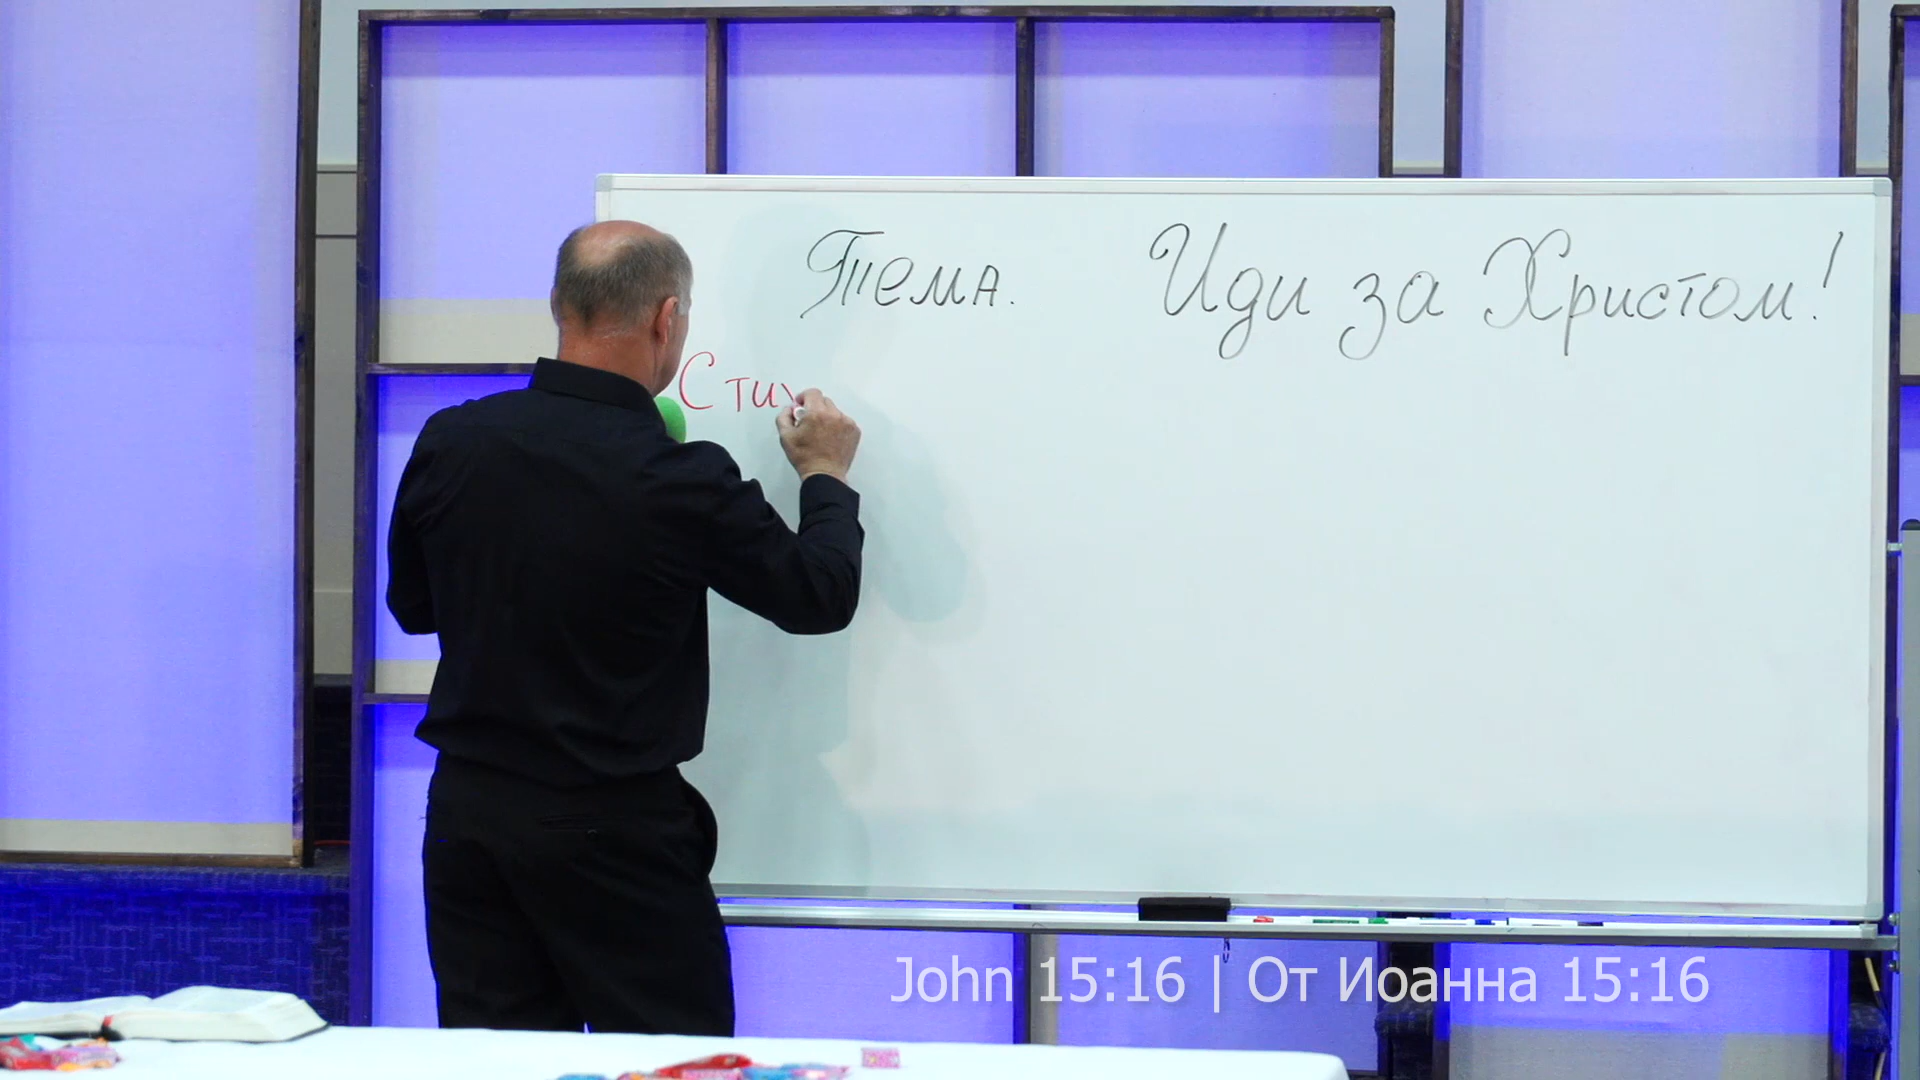 Тема. Иди за Христом!
Стих
John 15:16 | От Иоанна 15:16